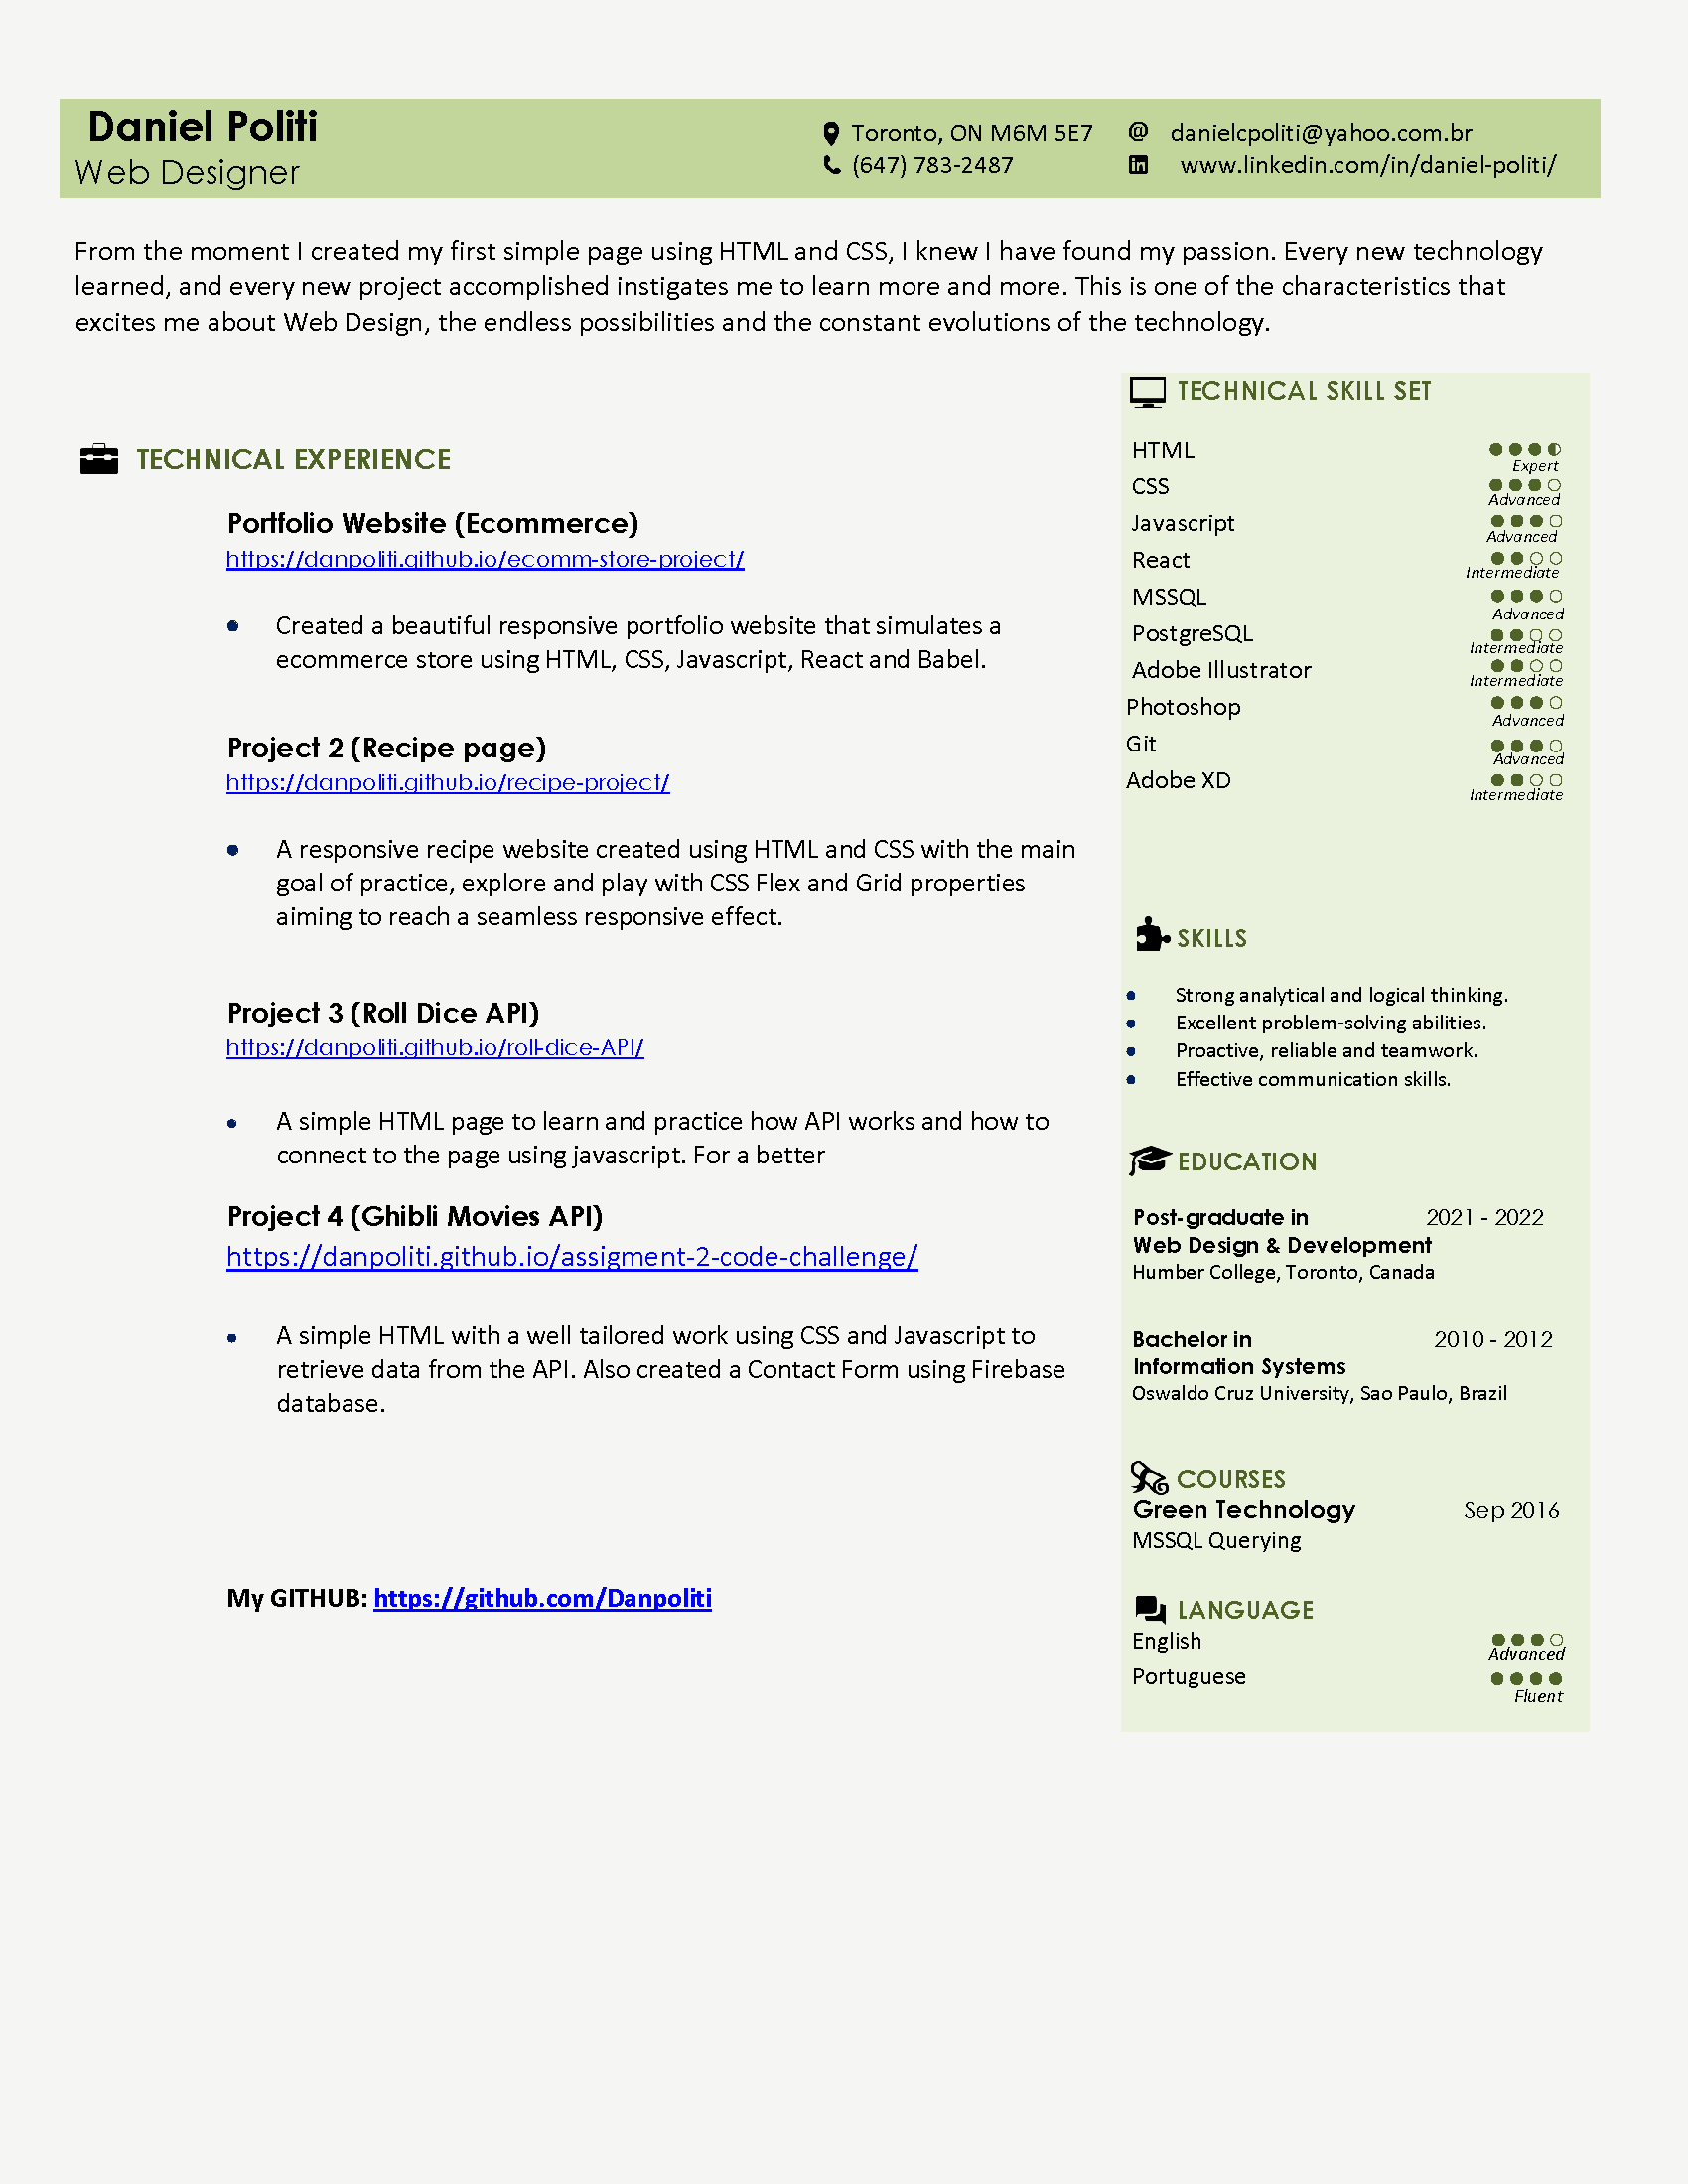 Daniel Politi
Web Designer
Toronto, ON M6M 5E7
(647) 783-2487
@ danielcpoliti@yahoo.com.br
in www.linkedin.com/in/daniel-politi/
From the moment I created my first simple page using HTML and CSS, I knew I have found my passion. Every new technology
learned, and every new project accomplished instigates me to learn more and more. This is one of the characteristics that
excites me about Web Design, the endless possibilities and the constant evolutions of the technology.
TECHNICAL EXPERIENCE
Portfolio Website (Ecommerce)
https://danpoliti.github.io/ecomm-store-project/
• Created a beautiful responsive portfolio website that simulates a
ecommerce store using HTML, CSS, Javascript, React and Babel.
Project 2 (Recipe page)
https://danpoliti.github.io/recipe-project/
• A responsive recipe website created using HTML and CSS with the main
goal of practice, explore and play with CSS Flex and Grid properties
aiming to reach a seamless responsive effect.
Project 3 (Roll Dice API)
https://danpoliti.github.io/roll-dice-API/
• A simple HTML page to learn and practice how API works and how to
connect to the page using javascript. For a better
Project 4 (Ghibli Movies API)
https://danpoliti.github.io/assigment-2-code-challenge/
• A simple HTML with a well tailored work using CSS and Javascript to
retrieve data from the API. Also created a Contact Form using Firebase
database.
My GITHUB: https://github.com/Danpoliti
TECHNICAL SKILL SET
HTML
Expert
CSS
Advanced
Javascript
Advanced
React
Intermediate
MSSQL
Advanced
PostgreSQL
Intermediate
Adobe Illustrator
Intermediate
Photoshop
Advanced
Git
Advanced
Adobe XD
Intermediate
SKILLS
• Strong analytical and logical thinking.
• Excellent problem-solving abilities.
• Proactive, reliable and teamwork.
• Effective communication skills.
EDUCATION
Post-graduate in 2021 - 2022
Web Design & Development
Humber College, Toronto, Canada
Bachelor in 2010 - 2012
Information Systems
Oswaldo Cruz University, Sao Paulo, Brazil
COURSES
Green Technology Sep 2016
MSSQL Querying
LANGUAGE
English
Advanced
Portuguese
Fluent